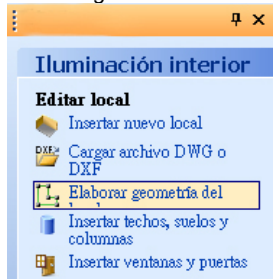 Iluminación interior
Editar local
Insertar nuevo local
Cargar archivo DWG o
DXF
Elaborar geometría del
Insertar techos, suelos y
columnas
Insertar ventanas y puertas